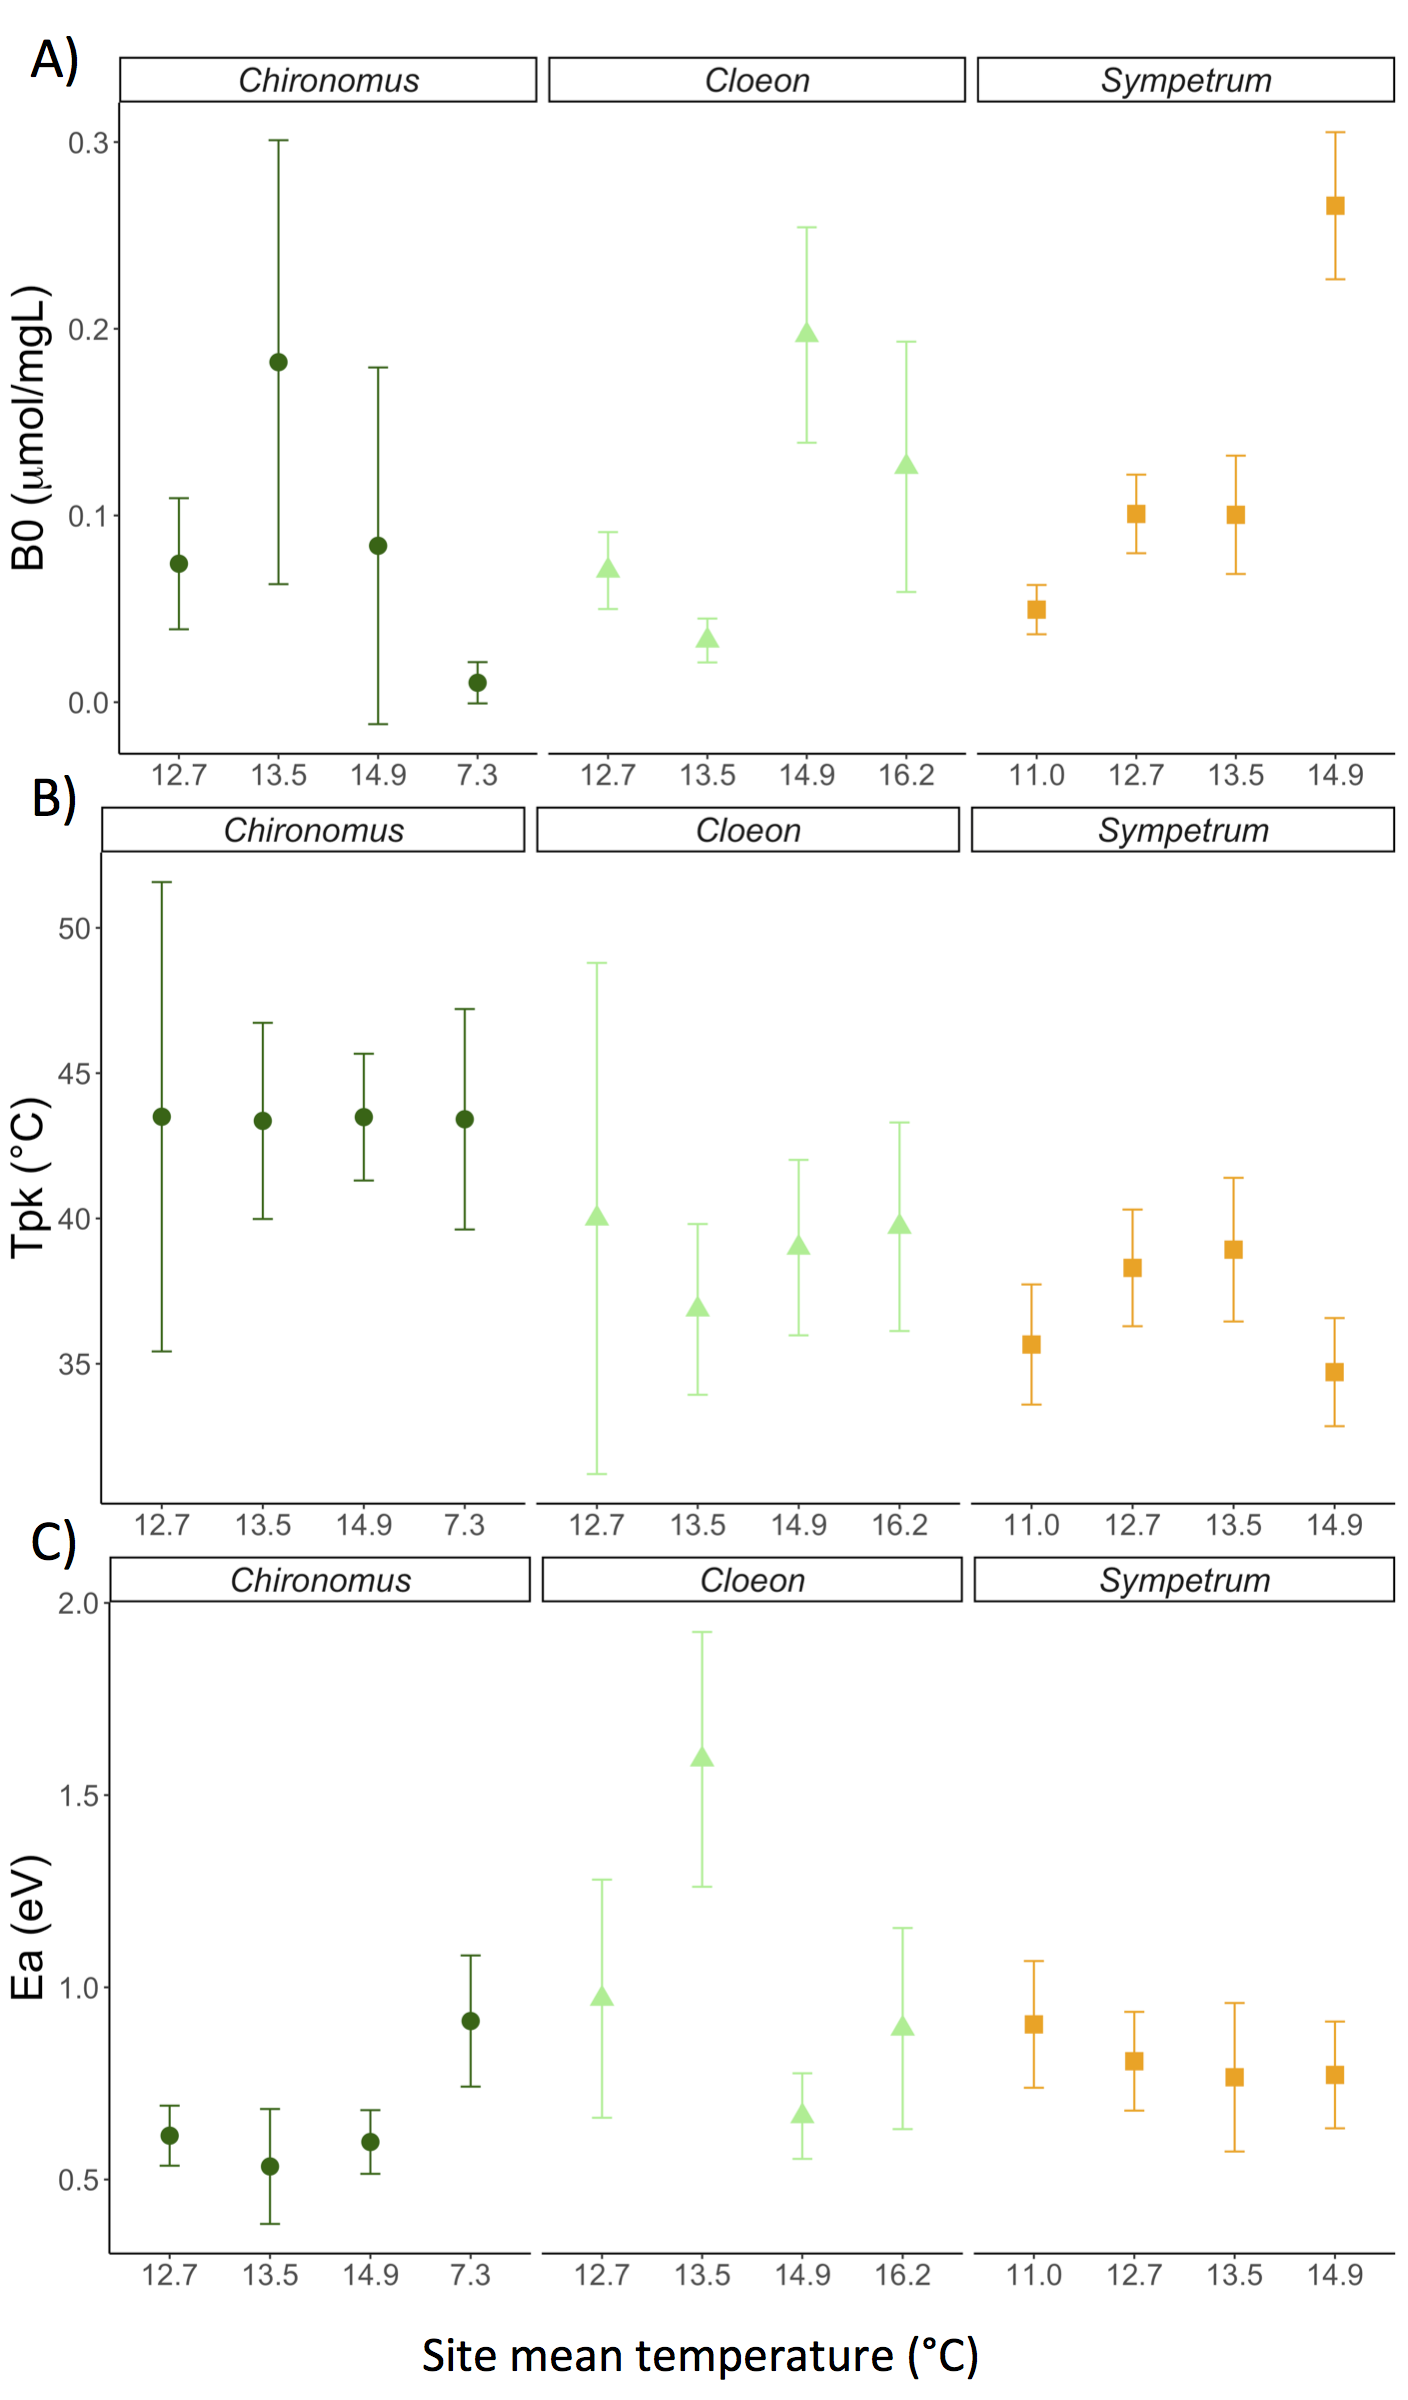 A)
Chironomus Cloeon Sympetrum
0.3
0.2
0.1
0.0
B0 (μmol/mgL)
12.7 13.5 14.9 7.3 12.7 13.5 14.9 16.2 11.0 12.7 13.5 14.9
B)
Chironomus Cloeon Sympetrum
50
45
40
35
Tpk (°C)
12.7 13.5 14.9 7.3 12.7 13.5 14.9 16.2 11.0 12.7 13.5 14.9
C)
Chironomus Cloeon Sympetrum
2.0
1.5
1.0
0.5
Ea (eV)
12.7 13.5 14.9 7.3 12.7 13.5 14.9 16.2 11.0 12.7 13.5 14.9
Site mean temperature (°C)